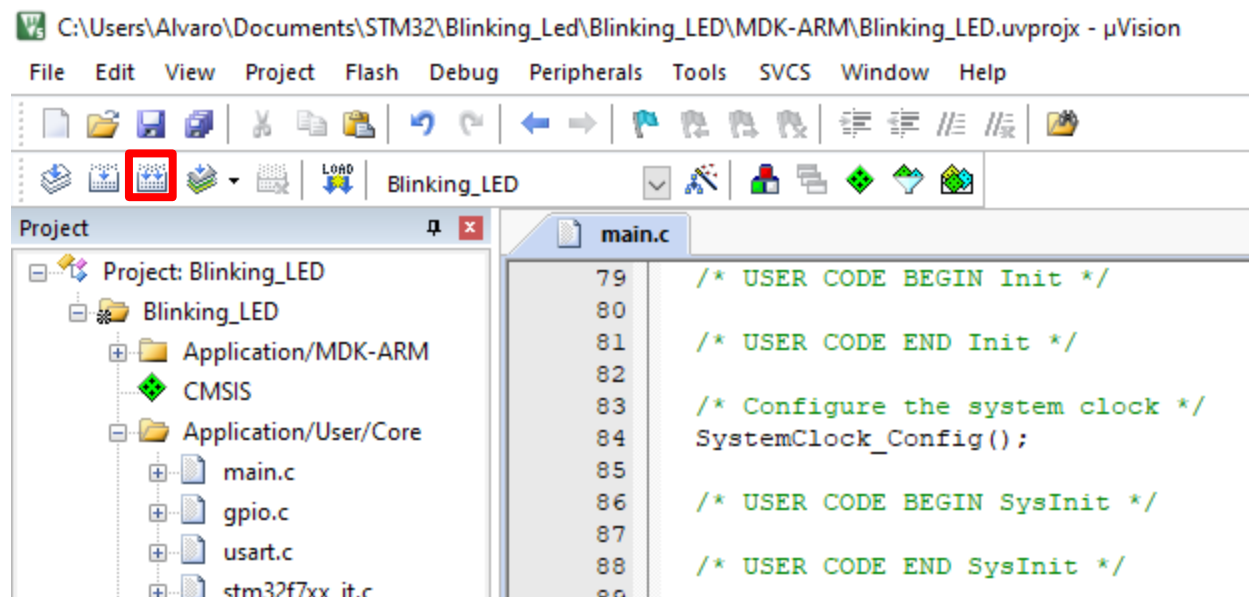 C:\Users\Alvaro\Documents\STM32\Blinking_Led\Blinking_LED\MDK-ARM\Blinking_LED.uvprojx - µVision
File Edit View Project Flash Debug Peripherals Tools SVCS Window Help
LOAD
Blinking_LED
Project
main.c
Project: Blinking_LED
Blinking_LED
Application/MDK-ARM
CMSIS
Application/User/Core
main.c
gpio.c
usart.c
stm32f7xx_it.c
79 /* USER CODE BEGIN Init */
80
81 /* USER CODE END Init */
82
83 /* Configure the system clock */
84 SystemClock_Config();
85
86 /* USER CODE BEGIN SysInit */
87
88 /* USER CODE END SysInit */
89